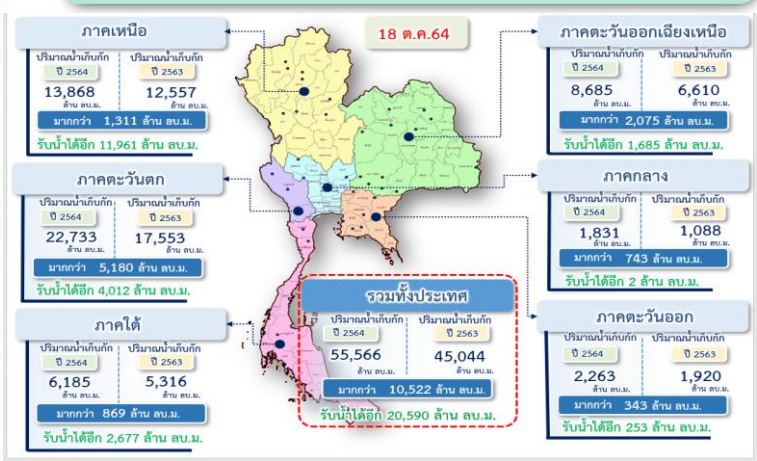 18 ต.ค.64
ภาคเหนือ
ปริมาณน้ำเก็บกัก ปริมาณน้ำเก็บกัก
ปี 2564 ปี 2563
13,868 12,557
ล้าน ลบ.ม. ล้าน ลบ.ม.
มากกว่า 1,311 ล้าน ลบ.ม.
รับน้ำได้อีก 11,961 ล้าน ลบ.ม.
ภาคตะวันออกเฉียงเหนือ
ปริมาณน้ำเก็บกัก ปริมาณน้ำเก็บกัก
ปี 2564 ปี 2563
8,685 6,610
ล้าน ลบ.ม. ล้าน ลบ.ม.
มากกว่า 2,075 ล้าน ลบ.ม.
รับน้ำได้อีก 1,685 ล้าน ลบ.ม.
ภาคตะวันตก
ปริมาณน้ำเก็บกัก ปริมาณน้ำเก็บกัก
ปี 2564 ปี 2563
22,733 17,553
ล้าน ลบ.ม. ล้าน ลบ.ม.
มากกว่า 5,180 ล้าน ลบ.ม.
รับน้ำได้อีก 4,012 ล้าน ลบ.ม.
ภาคกลาง
ปริมาณน้ำเก็บกัก ปริมาณน้ำเก็บกัก
ปี 2564 ปี 2563
1,831 1,088
ล้าน ลบ.ม. ล้าน ลบ.ม.
มากกว่า 743 ล้าน ลบ.ม.
รับน้ำได้อีก 2 ล้าน ลบ.ม.
ภาคใต้
ปริมาณน้ำเก็บกัก ปริมาณน้ำเก็บกัก
ปี 2564 ปี 2563
6,185 5,316
ล้าน ลบ.ม. ล้าน ลบ.ม.
มากกว่า 869 ล้าน ลบ.ม.
รับน้ำได้อีก 2,677 ล้าน ลบ.ม.
รวมทั้งประเทศ
ปริมาณน้ำเก็บกัก ปริมาณน้ำเก็บกัก
ปี 2564 ปี 2563
55,566 45,044
ล้าน ลบ.ม. ล้าน ลบ.ม.
มากกว่า 10,522 ล้าน ลบ.ม.
รับน้ำได้อีก 20,590 ล้าน ลบ.ม.
ภาคตะวันออก
ปริมาณน้ำเก็บกัก ปริมาณน้ำเก็บกัก
ปี 2564 ปี 2563
2,263 1,920
ล้าน ลบ.ม. ล้าน ลบ.ม.
มากกว่า 343 ล้าน ลบ.ม.
รับน้ำได้อีก 253 ล้าน ลบ.ม.